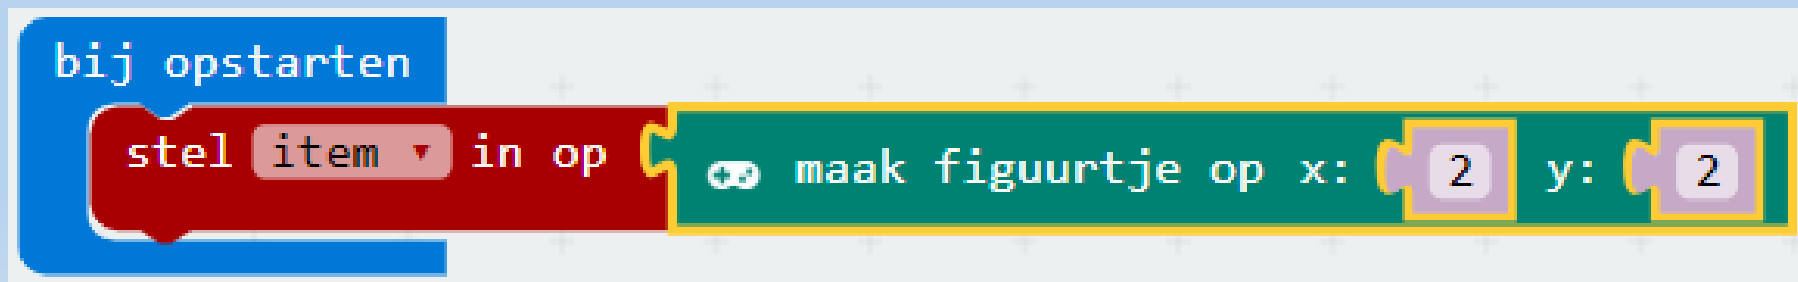 bij opstarten
stel item in op maak figuurtje op x: 2 y: 2